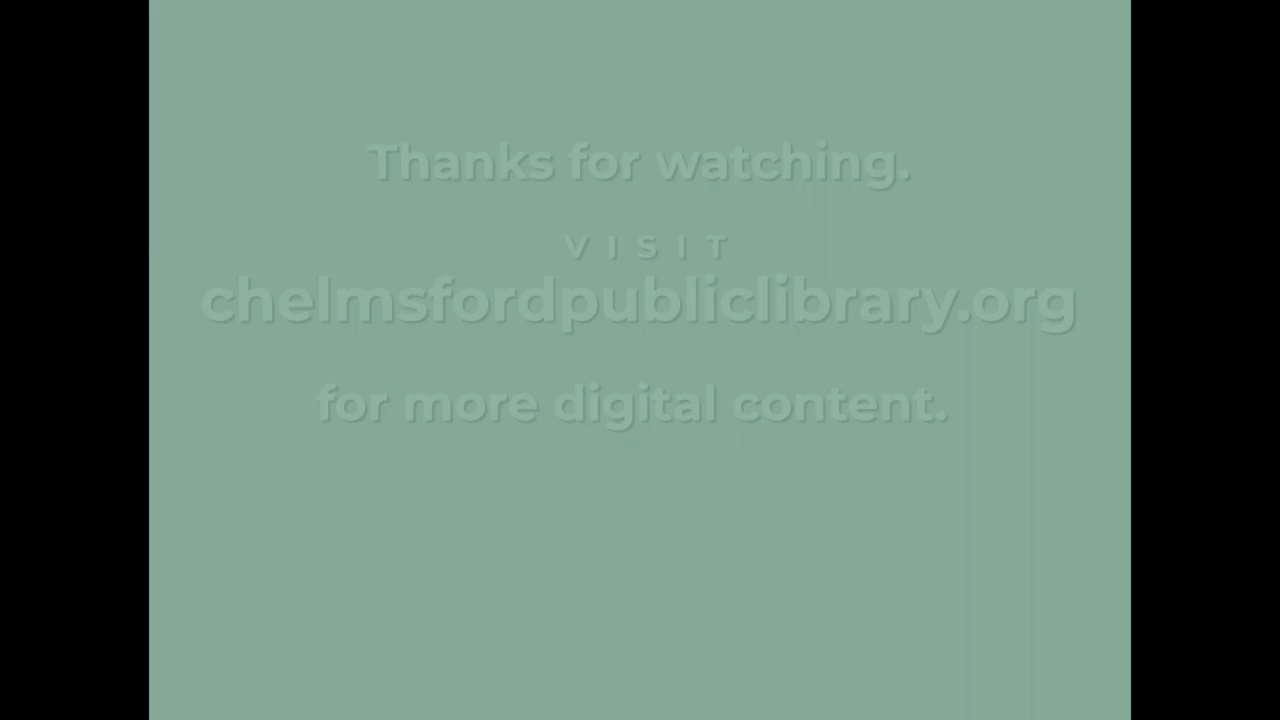 Thanks for watching.
VISIT
chelmsfordpubliclibrary.org
for more digital content.